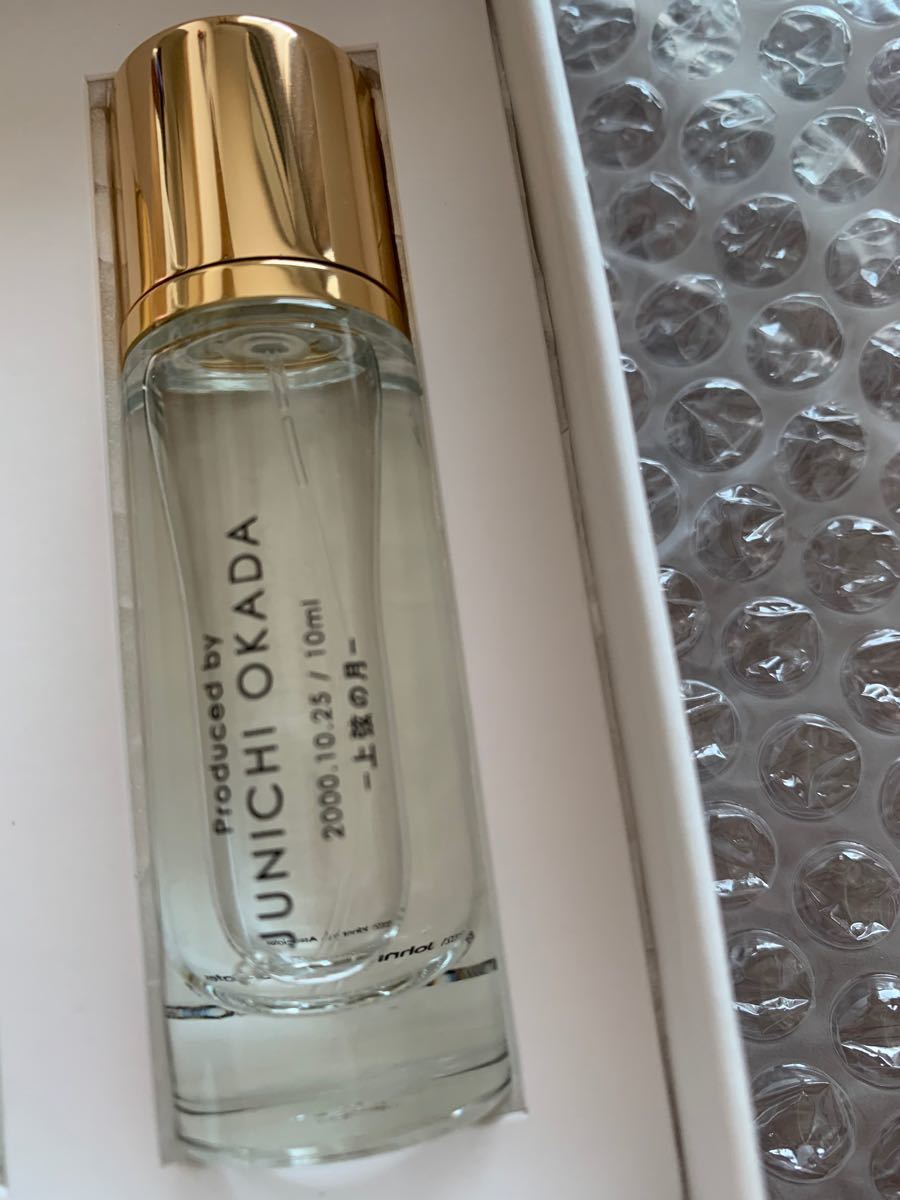 Produced by
JUNICHI OKADA
2000.10.25 / 10ml
−上弦の月−